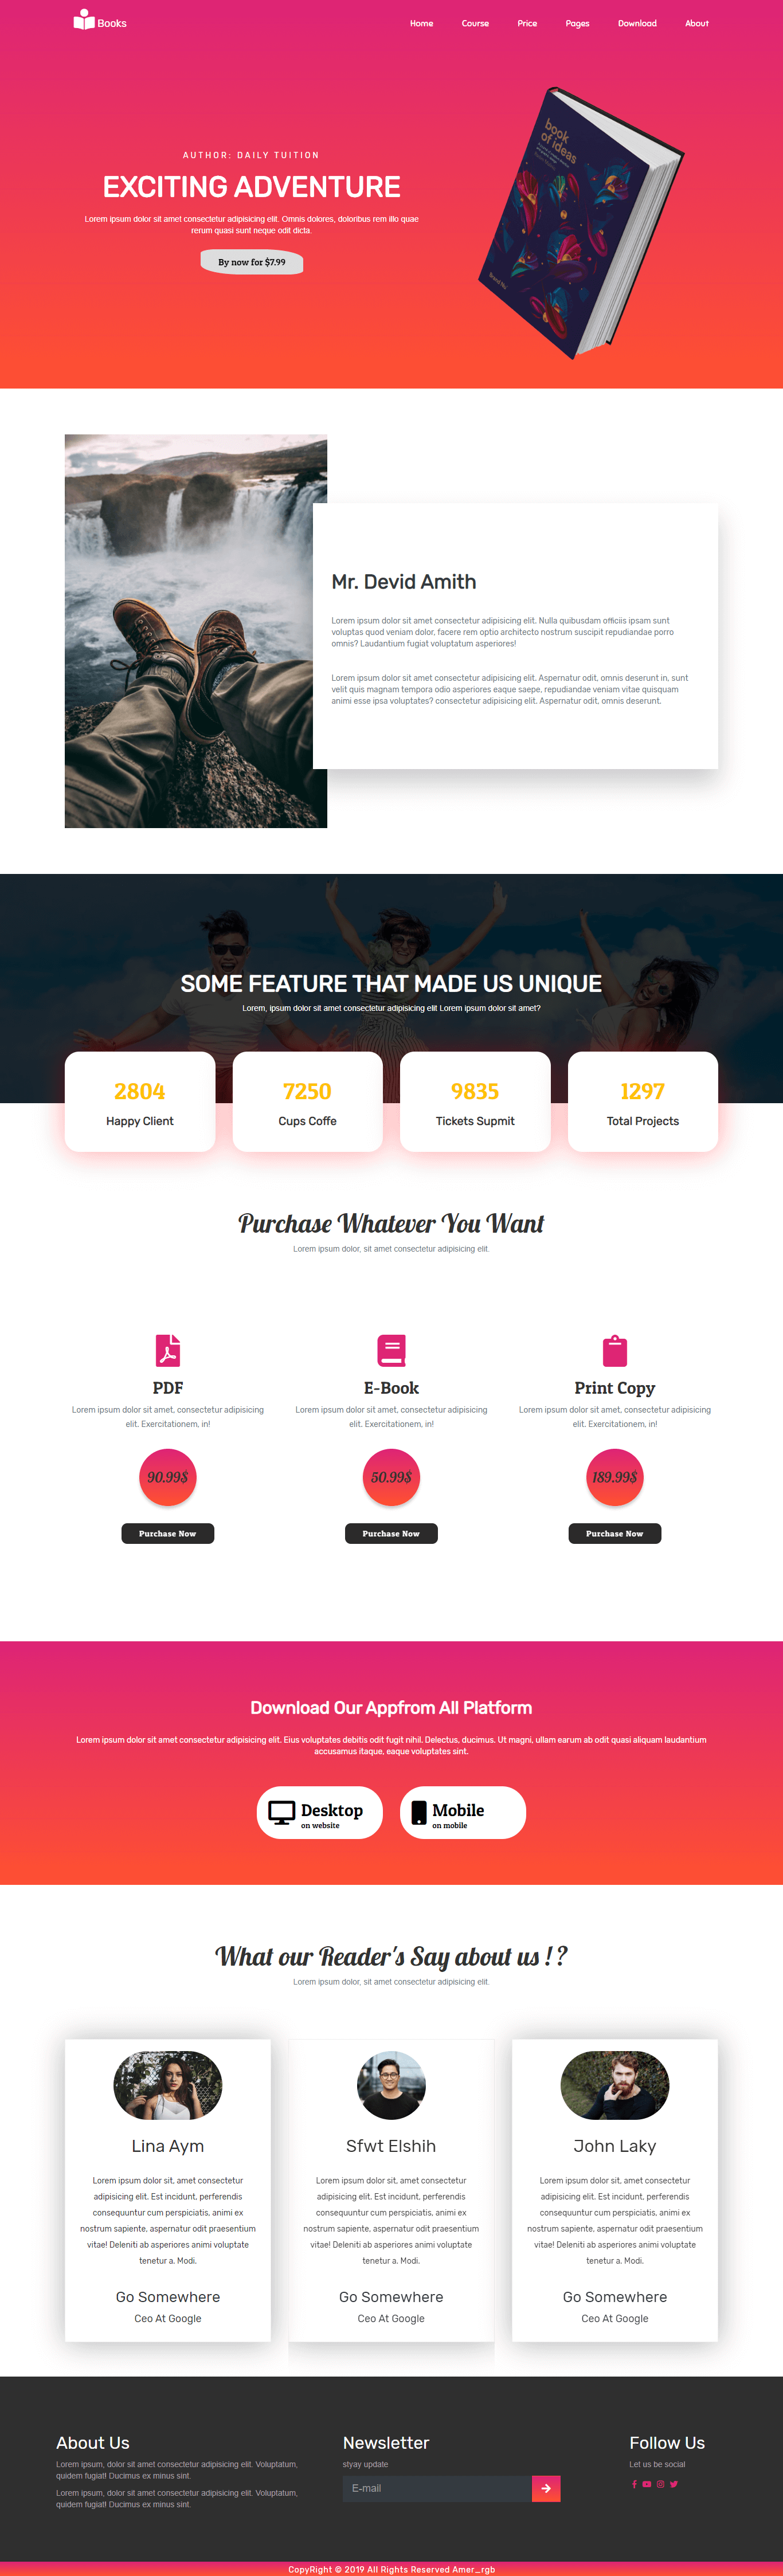 Books
Home Course Price Pages Download About
book
of ideas
Brand Nu
AUTHOR: DAILY TUITION
EXCITING ADVENTURE
Lorem ipsum dolor sit amet consectetur adipisicing elit. Omnis dolores, doloribus rem illo quae
rerum quasi sunt neque odit dicta.
By now for $7.99
Mr. Devid Amith
Lorem ipsum dolor sit amet consectetur adipisicing elit. Nulla quibusdam officiis ipsam sunt
voluptas quod veniam dolor, facere rem optio architecto nostrum suscipit repudiandae porro
omnis? Laudantium fugiat voluptatum asperiores!
Lorem ipsum dolor sit amet consectetur adipisicing elit. Aspernatur odit, omnis deserunt in, sunt
velit quis magnam tempora odio asperiores eaque saepe, repudiandae veniam vitae quisquam
animi esse ipsa voluptates? consectetur adipisicing elit. Aspernatur odit, omnis deserunt.
SOME FEATURE THAT MADE US UNIQUE
Lorem, ipsum dolor sit amet consectetur adipisicing elit Lorem ipsum dolor sit amet?
2804 7250 9835 1297
Happy Client Cups Coffe Tickets Supmit Total Projects
Purchase Whatever You Want
Lorem ipsum dolor, sit amet consectetur adipisicing elit.
PDF
Lorem ipsum dolor sit amet, consectetur adipisicing
elit. Exercitationem, in!
90.99$
Purchase Now
E-Book
Lorem ipsum dolor sit amet, consectetur adipisicing
elit. Exercitationem, in!
50.99$
Purchase Now
Print Copy
Lorem ipsum dolor sit amet, consectetur adipisicing
elit. Exercitationem, in!
189.99$
Purchase Now
Download Our Appfrom All Platform
Lorem ipsum dolor sit amet consectetur adipisicing elit. Eius voluptates debitis odit fugit nihil. Delectus, ducimus. Ut magni, ullam earum ab odit quasi aliquam laudantium
accusamus itaque, eaque voluptates sint.
Desktop
on website
Mobile
on mobile
What our Reader's Say about us !?
Lorem ipsum dolor, sit amet consectetur adipisicing elit.
Lina Aym
Lorem ipsum dolor sit, amet consectetur
adipisicing elit. Est incidunt, perferendis
consequuntur cum perspiciatis, animi ex
nostrum sapiente, aspernatur odit praesentium
vitae! Deleniti ab asperiores animi voluptate
tenetur a. Modi.
Go Somewhere
Ceo At Google
Sfwt Elshih
Lorem ipsum dolor sit, amet consectetur
adipisicing elit. Est incidunt, perferendis
consequuntur cum perspiciatis, animi ex
nostrum sapiente, aspernatur odit praesentium
vitae! Deleniti ab asperiores animi voluptate
tenetur a. Modi.
Go Somewhere
Ceo At Google
John Laky
Lorem ipsum dolor sit, amet consectetur
adipisicing elit. Est incidunt, perferendis
consequuntur cum perspiciatis, animi ex
nostrum sapiente, aspernatur odit praesentium
vitae! Deleniti ab asperiores animi voluptate
tenetur a. Modi.
Go Somewhere
Ceo At Google
About Us
Lorem ipsum, dolor sit amet consectetur adipisicing elit. Voluptatum,
quidem fugiat! Ducimus ex minus sint.
Lorem ipsum, dolor sit amet consectetur adipisicing elit. Voluptatum,
quidem fugiat! Ducimus ex minus sint.
Newsletter
styay update
E-mail
Follow Us
Let us be social
CopyRight © 2019 All Rights Reserved Amer_rgb